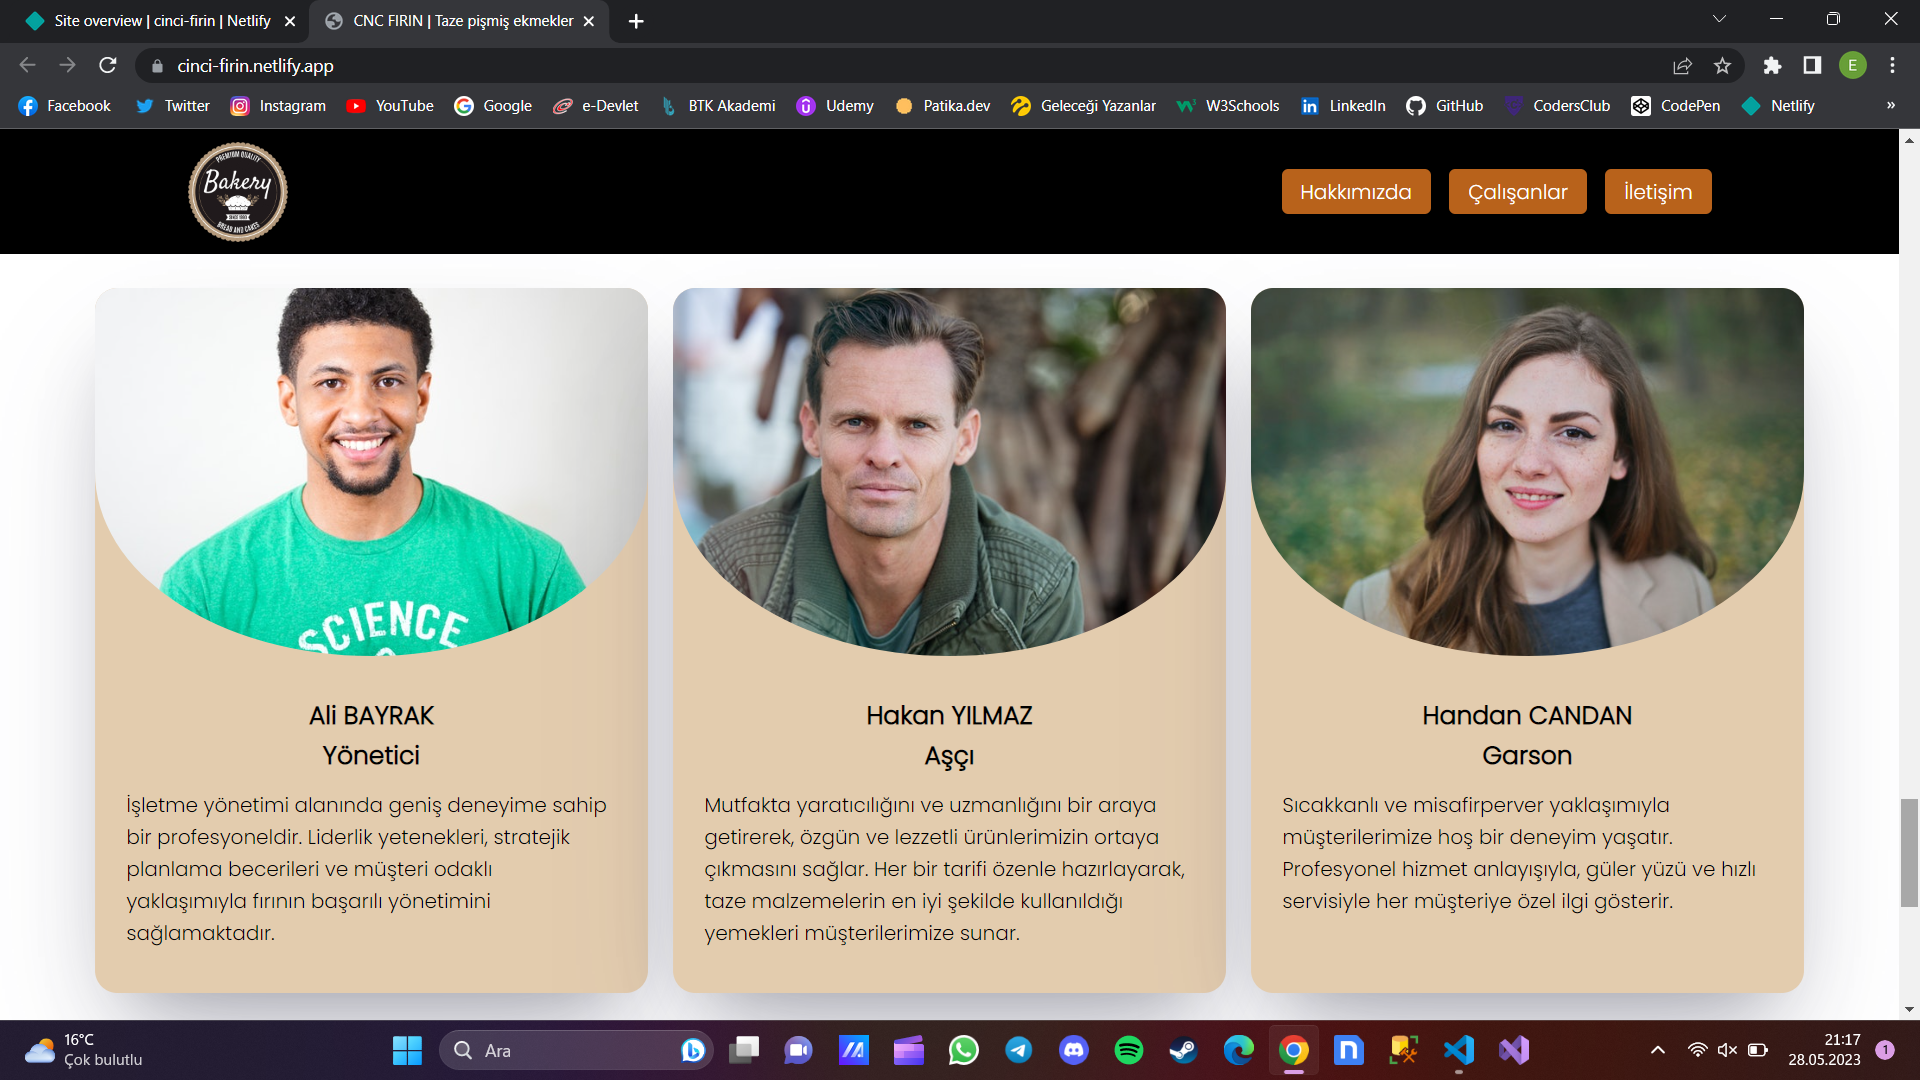 Site overview | cinci-firin | Netlify
CNC FIRIN | Taze pişmiş ekmekler
cinci-firin.netlify.app
E
Facebook
Twitter
Instagram
YouTube
Google
e-Devlet
BTK Akademi
Udemy
Patika.dev
Geleceği Yazanlar
W3Schools
LinkedIn
GitHub
CodersClub
CodePen
Netlify
»
PREMIUM QUALITY
Bakery
BREAD AND CAKES
Hakkımızda
Çalışanlar
İletişim
SCIENCE
Ali BAYRAK
Yönetici
İşletme yönetimi alanında geniş deneyime sahip
bir profesyoneldir. Liderlik yetenekleri, stratejik
planlama becerileri ve müşteri odaklı
yaklaşımıyla fırının başarılı yönetimini
sağlamaktadır.
Hakan YILMAZ
Aşçı
Mutfakta yaratıcılığını ve uzmanlığını bir araya
getirerek, özgün ve lezzetli ürünlerimizin ortaya
çıkmasını sağlar. Her bir tarifi özenle hazırlayarak,
taze malzemelerin en iyi şekilde kullanıldığı
yemekleri müşterilerimize sunar.
Handan CANDAN
Garson
Sıcakkanlı ve misafirperver yaklaşımıyla
müşterilerimize hoş bir deneyim yaşatır.
Profesyonel hizmet anlayışıyla, güler yüzü ve hızlı
servisiyle her müşteriye özel ilgi gösterir.
16°C
Çok bulutlu
Ara
21:17
28.05.2023
1